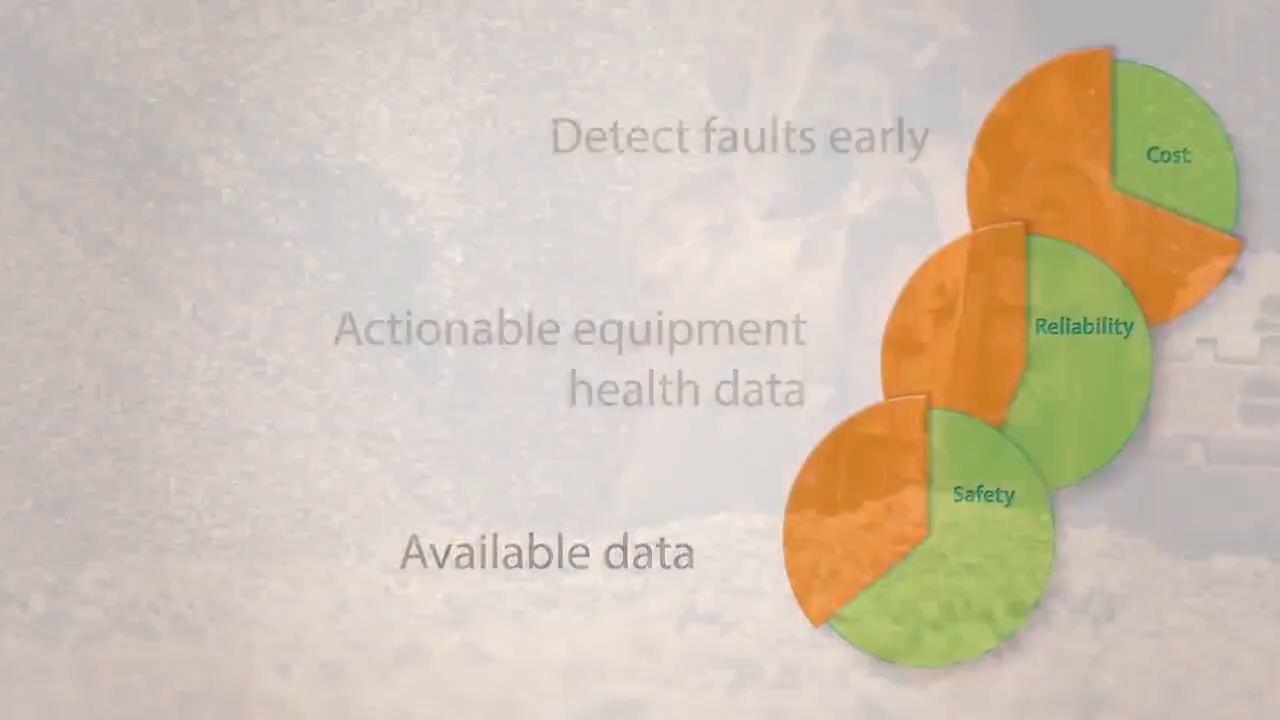 Detect faults early
Cost
Actionable equipment
health data
Reliability
Available data
Safety